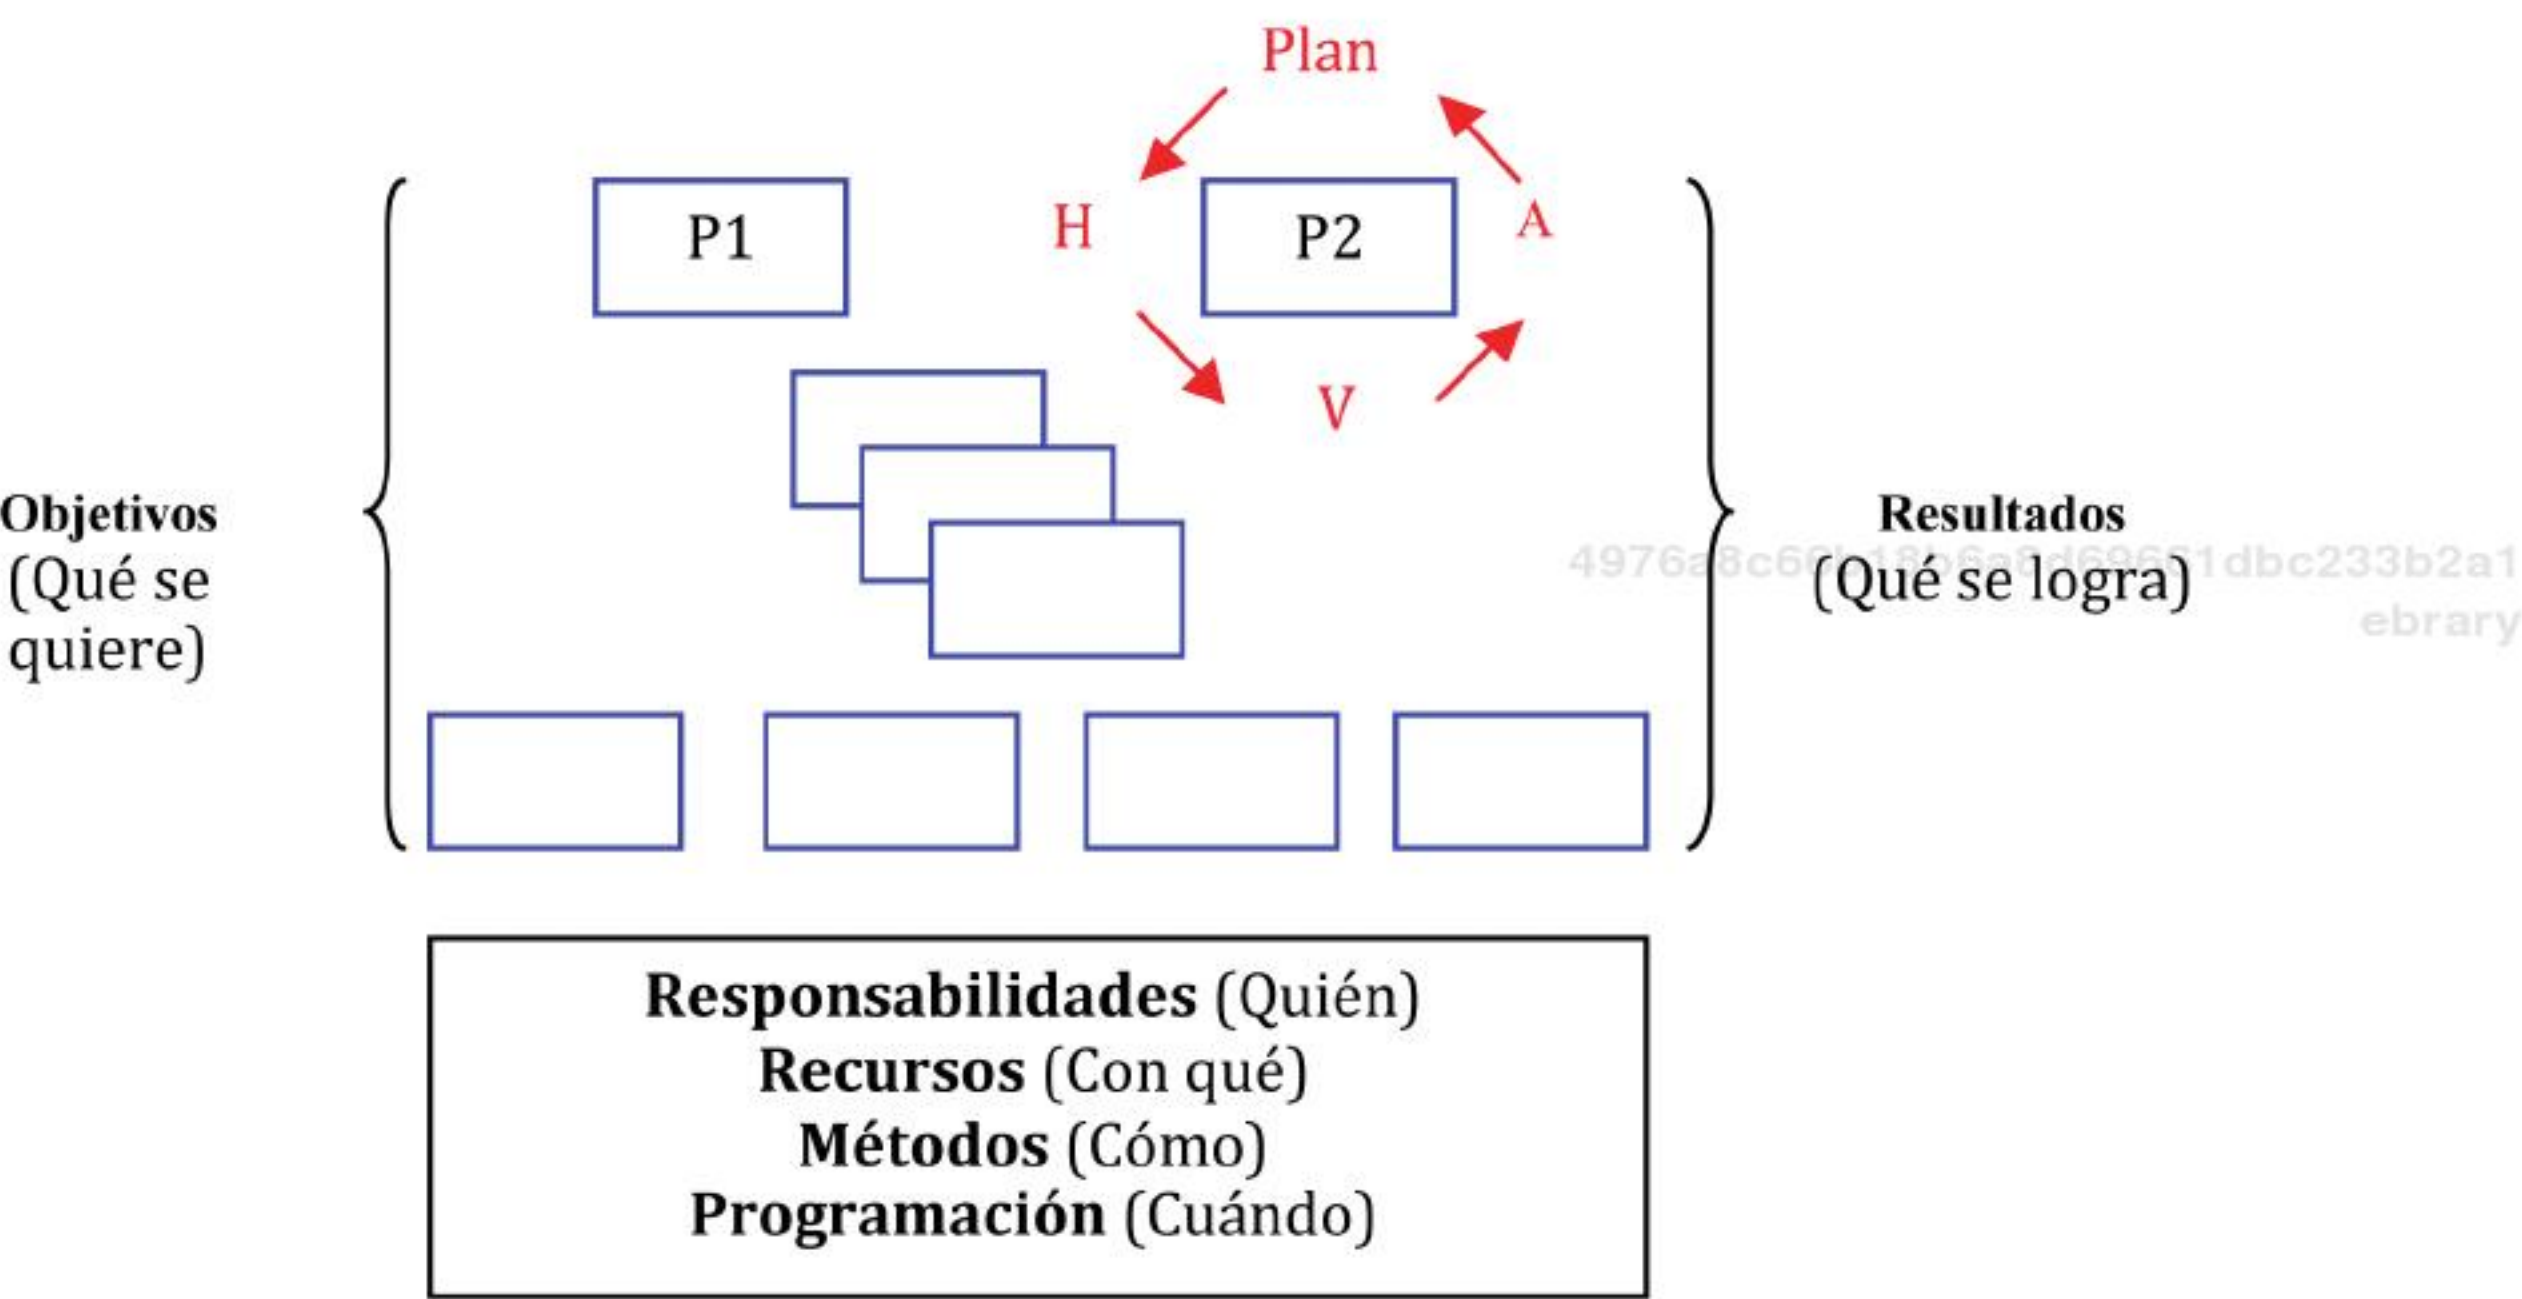 Plan
P1
H
P2
A
V
Objetivos
(Qué se
quiere)
Resultados
(Qué se logra)
ebrary
Responsabilidades (Quién)
Recursos (Con qué)
Métodos (Cómo)
Programación (Cuándo)